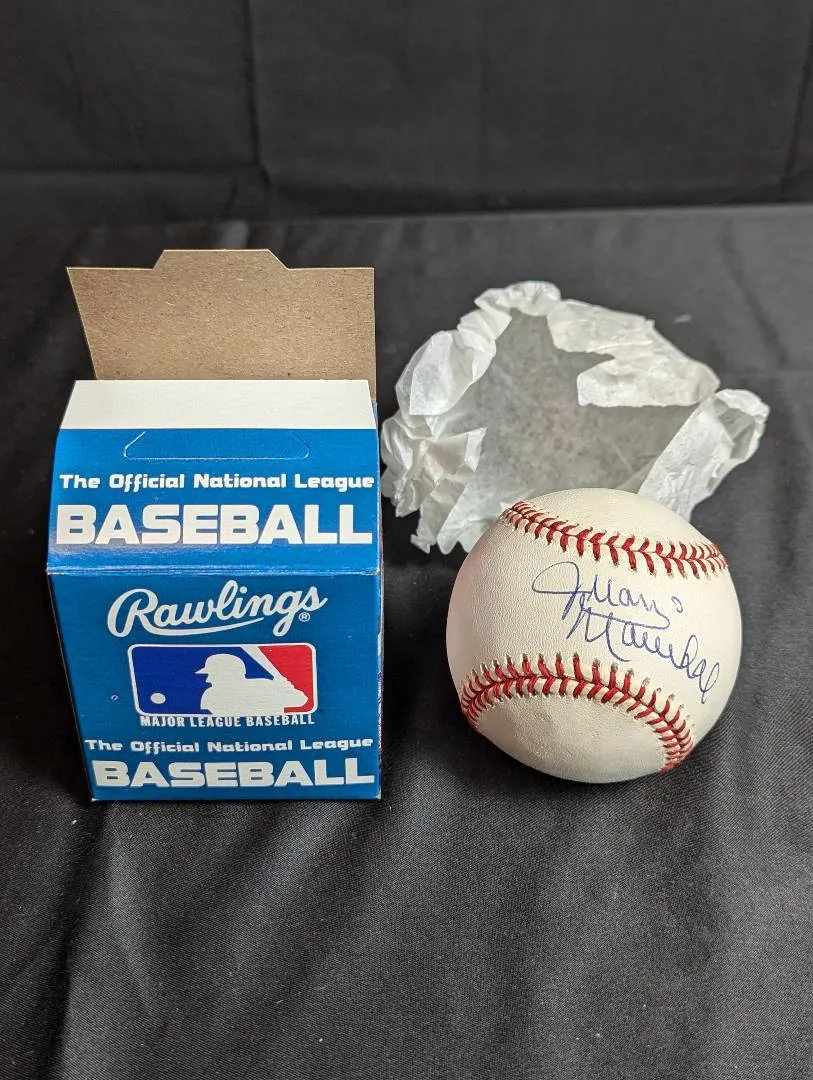 The Official National League
BASEBALL
Rawlings®
MAJOR LEAGUE BASEBALL
The Official National League
BASEBALL
Juan
Marichal